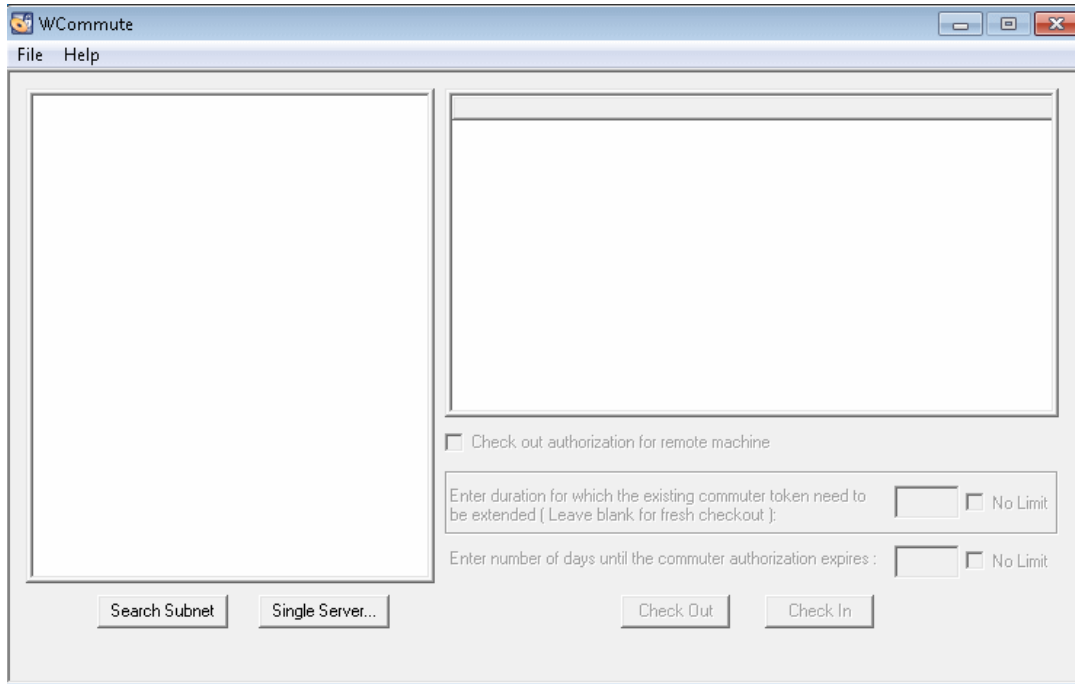 WCommute
File Help
Check out authorization for remote machine
Enter duration for which the existing commuter token need to
be extended ( Leave blank for fresh checkout ):
No Limit
Enter number of days until the commuter authorization expires :
No Limit
Search Subnet
Single Server...
Check Out
Check In